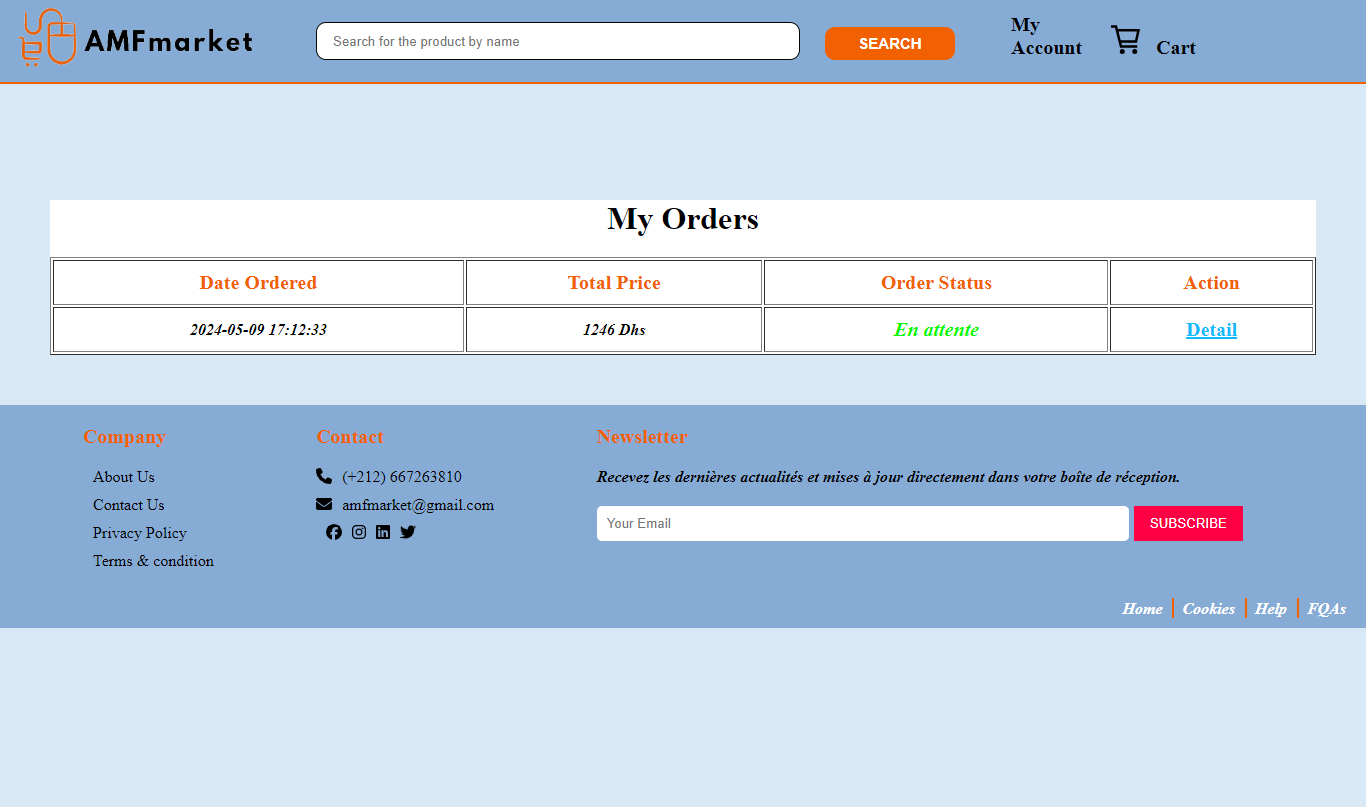 AMFmarket
Search for the product by name
SEARCH
My
Account
Cart
My Orders
Date Ordered Total Price Order Status Action
2024-05-09 17:12:33 1246 Dhs En attente Detail
Company
About Us
Contact Us
Privacy Policy
Terms & condition
Contact
(+212) 667263810
amfmarket@gmail.com
Newsletter
Recevez les dernières actualités et mises à jour directement dans votre boîte de réception.
Your Email
SUBSCRIBE
Home Cookies Help FQAs